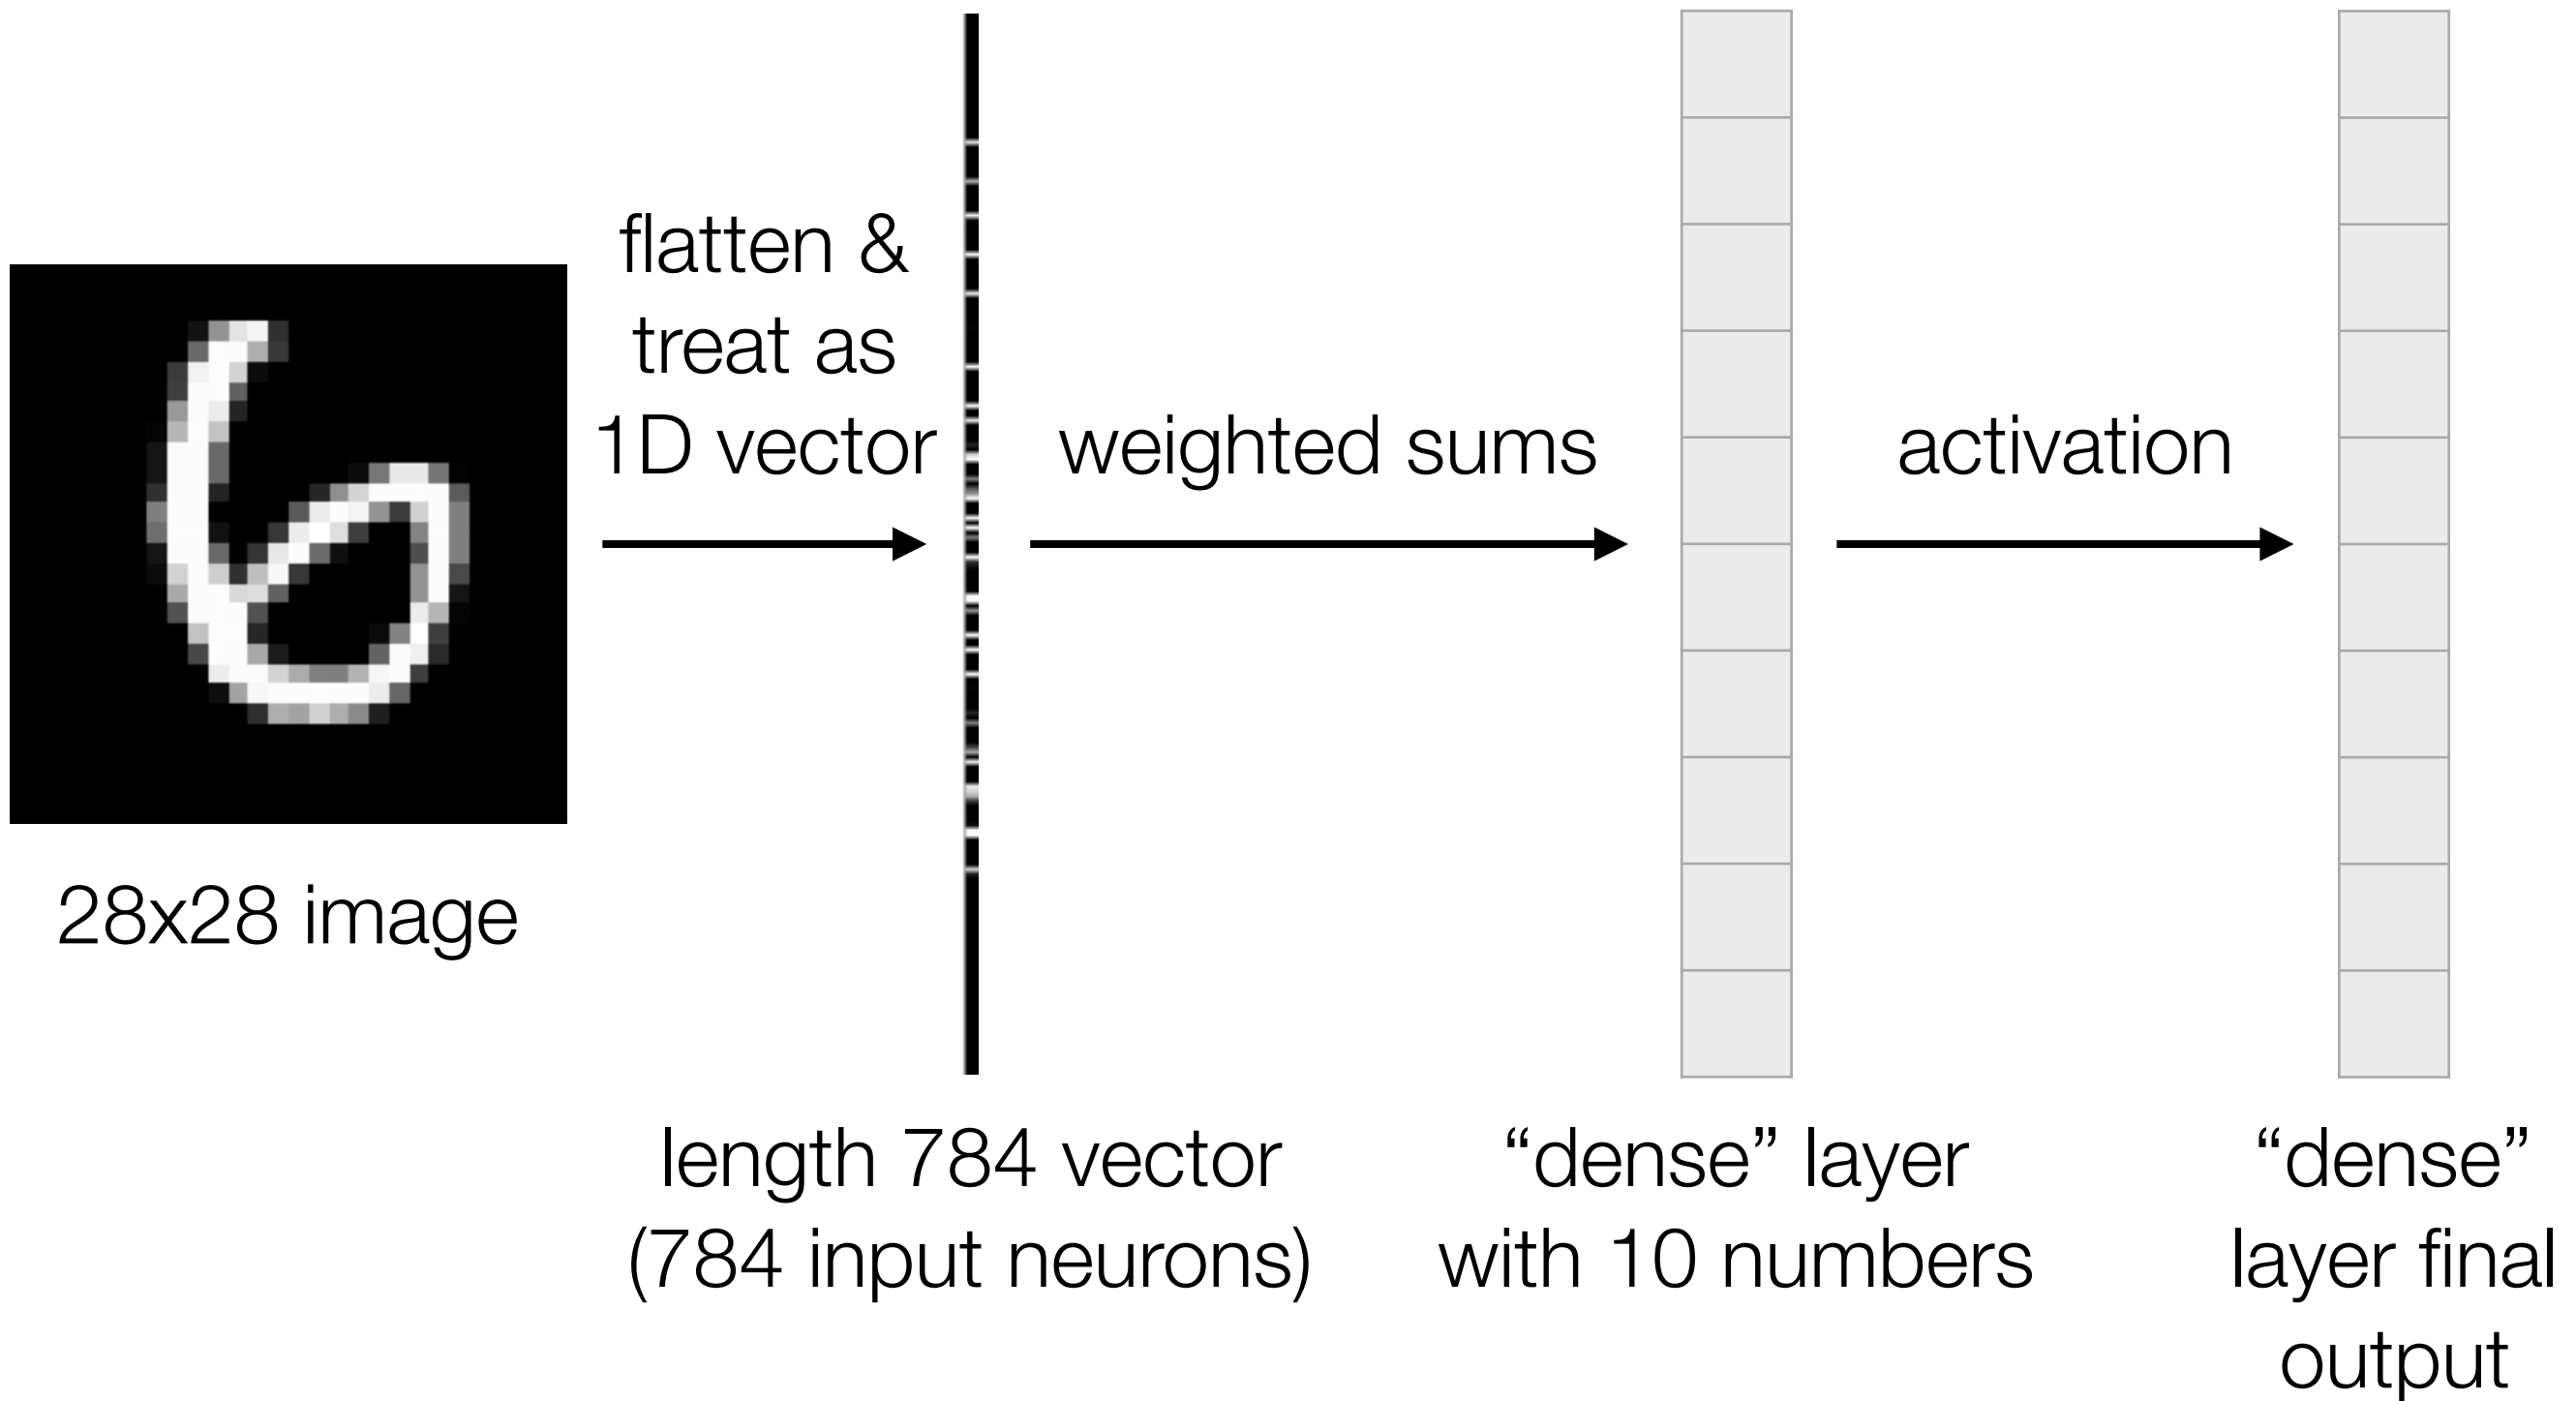 flatten &
treat as
1D vector
weighted sums
activation
28x28 image
length 784 vector
(784 input neurons)
“dense” layer
with 10 numbers
“dense”
layer final
output